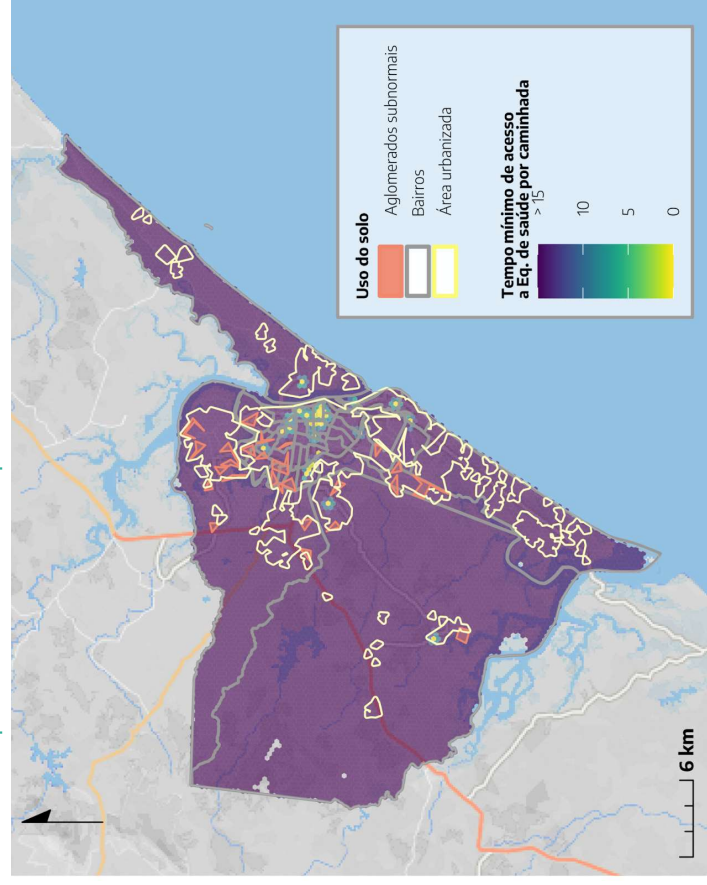 Uso do solo
Aglomerados subnormais
Bairros
Área urbanizada
Tempo mínimo de acesso
a Eq. de saúde por caminhada
> 15
10
5
0
6 km